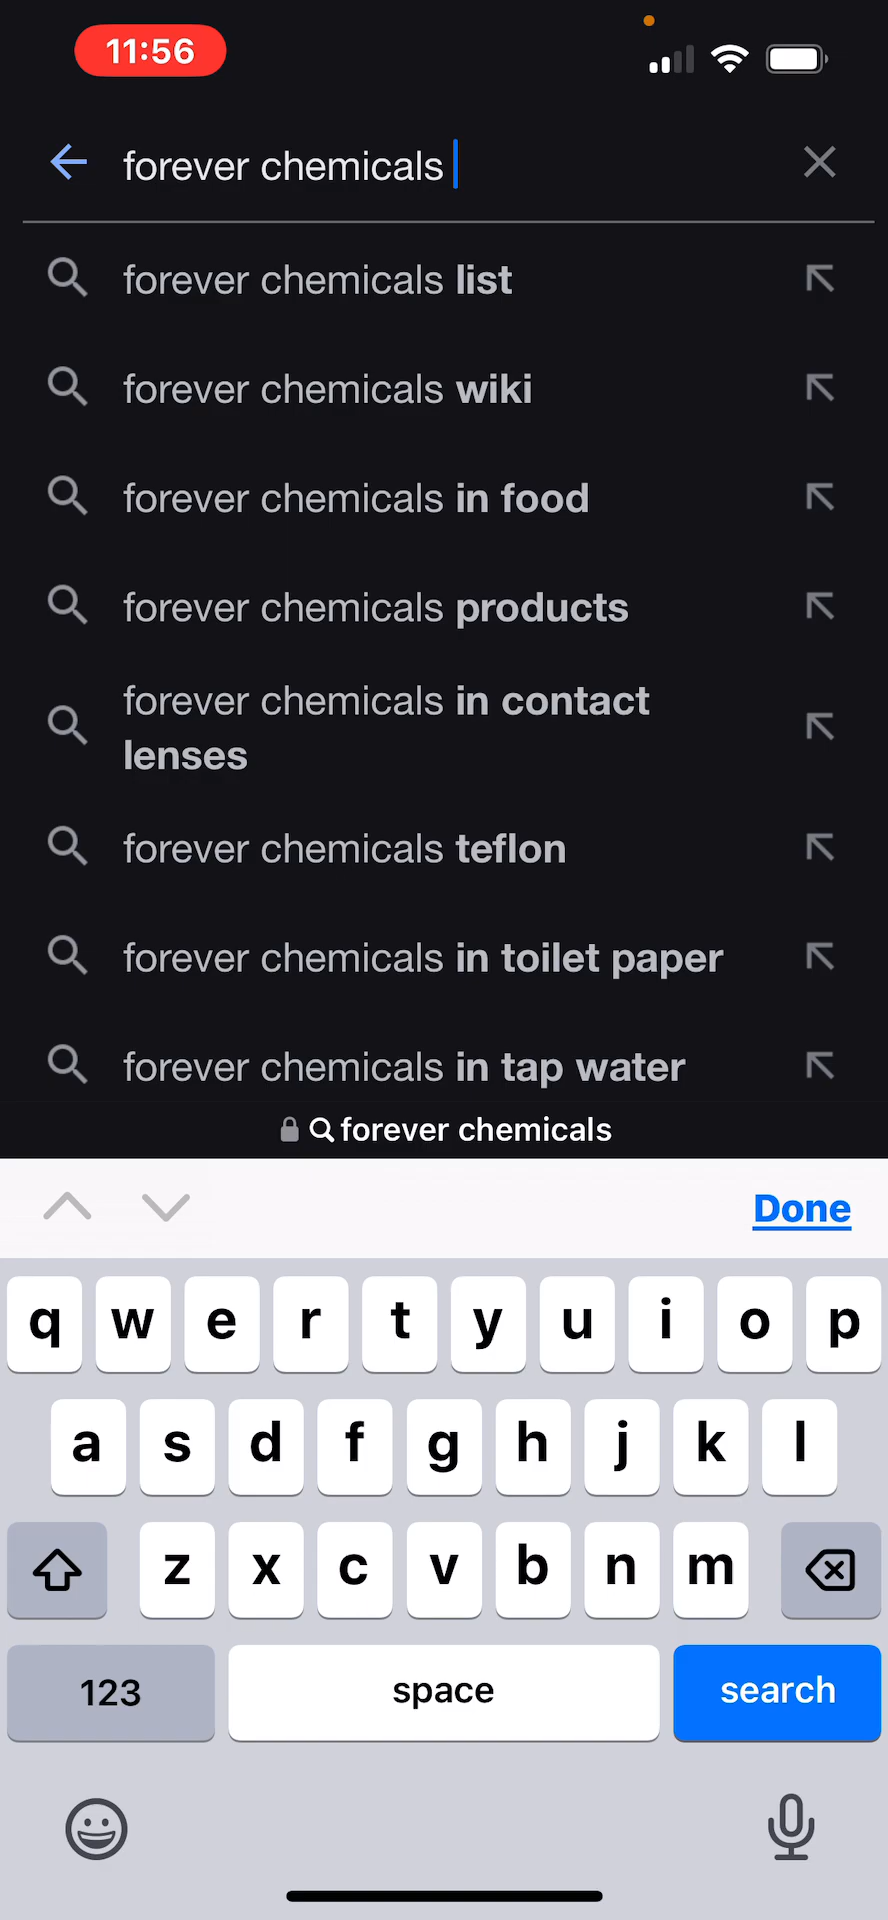 11:56
forever chemicals
forever chemicals list
forever chemicals wiki
forever chemicals in food
forever chemicals products
forever chemicals in contact
lenses
forever chemicals teflon
forever chemicals in toilet paper
forever chemicals in tap water
forever chemicals
Done
q w e r t y u i o p
a s d f g h j k l
z x c v b n m
123 space search